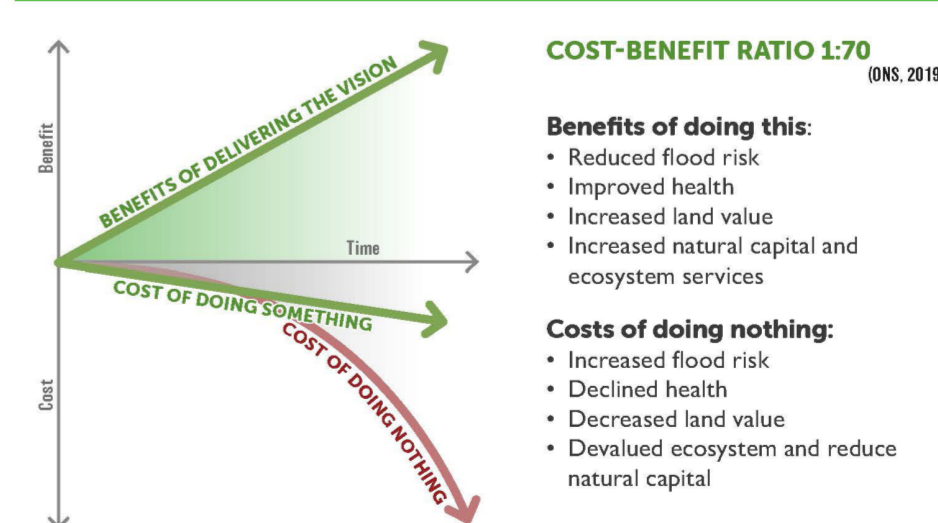 COST-BENEFIT RATIO 1:70
(ONS, 2019
Benefit
BENEFITS OF DELIVERING THE VISION
Time
COST OF DOING SOMETHING
COST OF DOING NOTHING
Cost
Benefits of doing this:
• Reduced flood risk
• Improved health
• Increased land value
• Increased natural capital and
ecosystem services
Costs of doing nothing:
• Increased flood risk
• Declined health
• Decreased land value
• Devalued ecosystem and reduce
natural capital